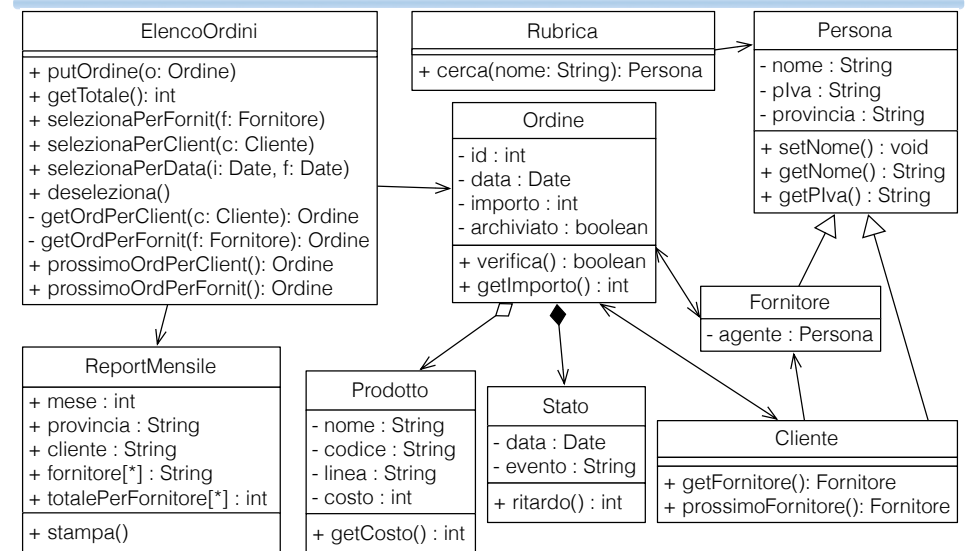 ElencoOrdini
+ putOrdine(o: Ordine)
+ getTotale(): int
+ selezionaPerFornit(f: Fornitore)
+ selezionaPerClient(c: Cliente)
+ selezionaPerData(i: Date, f: Date)
+ deseleziona()
- getOrdPerClient(c: Cliente): Ordine
- getOrdPerFornit(f: Fornitore): Ordine
+ prossimoOrdPerClient(): Ordine
+ prossimoOrdPerFornit(): Ordine
Rubrica
+ cerca(nome: String): Persona
Persona
- nome : String
- pIva : String
- provincia : String
+ setNome() : void
+ getNome() : String
+ getPIva() : String
Ordine
- id : int
- data : Date
- importo : int
- archiviato : boolean
+ verifica() : boolean
+ getImporto() : int
Fornitore
- agente : Persona
ReportMensile
+ mese : int
+ provincia : String
+ cliente : String
+ fornitore[*] : String
+ totalePerFornitore[*] : int
+ stampa()
Prodotto
- nome : String
- codice : String
- linea : String
- costo : int
+ getCosto() : int
Stato
- data : Date
- evento : String
+ ritardo() : int
Cliente
+ getFornitore(): Fornitore
+ prossimoFornitore(): Fornitore